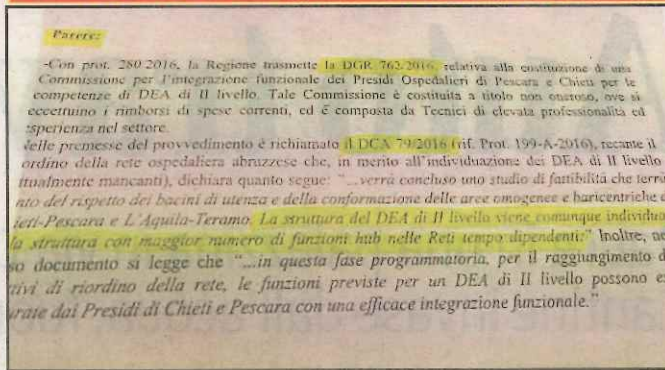 Parere:
-Con prot. 280/2016, la Regione trasmette la DGR 762/2016, relativa alla costituzione di una
Commissione per l'integrazione funzionale dei Presidi Ospedalieri di Pescara e Chieti per le
competenze di DEA di II livello. Tale Commissione è costituita a titolo non oneroso, ove si
eccettuino i rimborsi di spese correnti, ed è composta da Tecnici di elevata professionalità ed
sperienza nel settore.
elle premesse del provvedimento è richiamato il DCA 79/2016 (rif. Prot. 199-A-2016), recante il
ordino della rete ospedaliera abruzzese che, in merito all'individuazione dei DEA di II livello
ttualmente mancanti), dichiara quanto segue: "...verrà concluso uno studio di fattibilità che terrà
nto del rispetto dei bacini di utenza e della conformazione delle aree omogenee e baricentriche
ieti-Pescara e L'Aquila-Teramo. La struttura del DEA di II livello viene comunque individua
la struttura con maggior numero di funzioni hub nelle Reti tempo dipendenti:" Inoltre, ne
so documento si legge che "...in questa fase programmatoria, per il raggiungimento d
ttivi di riordino della rete, le funzioni previste per un DEA di II livello possono e
urate dai Presidi di Chieti e Pescara con una efficace integrazione funzionale."